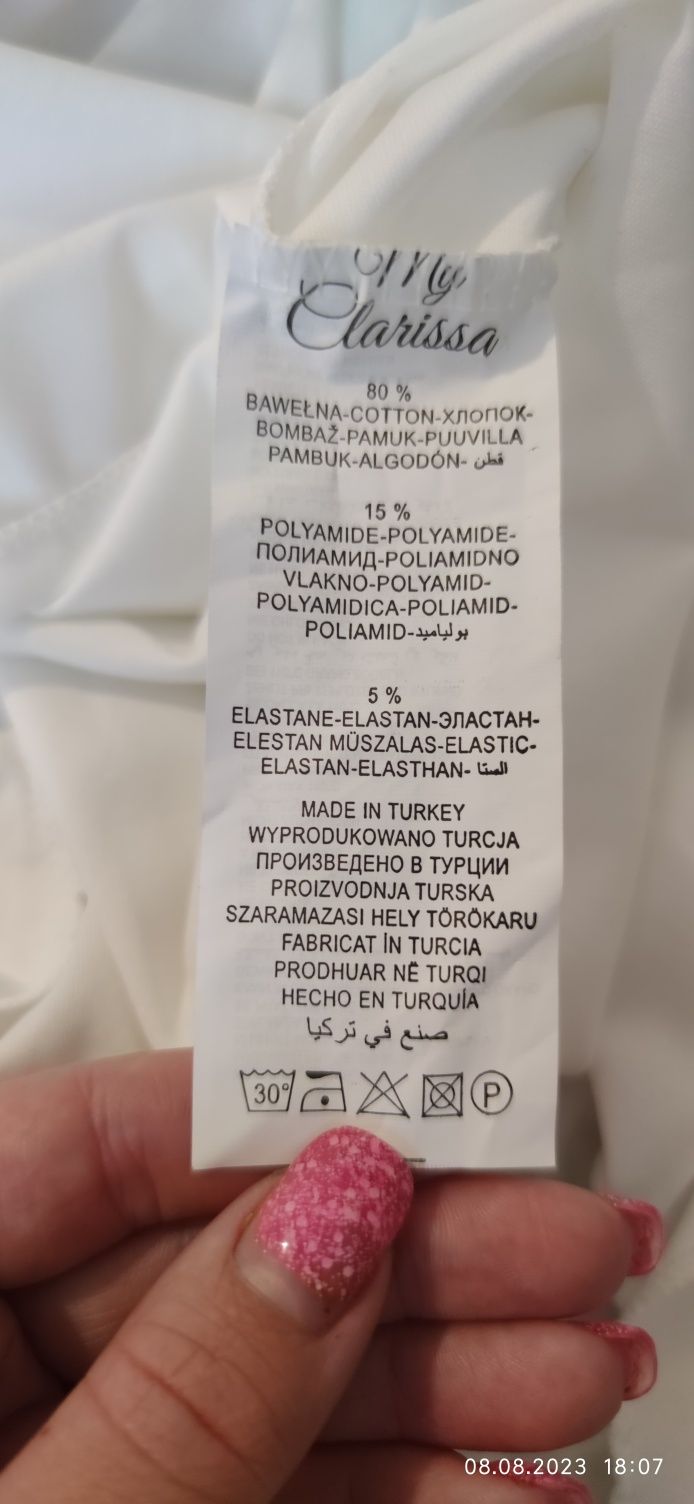 My
Clarissa
80 %
BAWEŁNA-COTTON-ХЛОПОК-
BOMBAŽ-PAMUK-PUUVILLA
PAMBUK-ALGODÓN- قطن
15 %
POLYAMIDE-POLYAMIDE-
ПОЛИАМИД-POLIAMIDNO
VLAKNO-POLYAMID-
POLYAMIDICA-POLIAMID-
POLIAMID-بولياميد
5 %
ELASTANE-ELASTAN-ЭЛАСТАН-
ELESTAN MÜSZALAS-ELASTIC-
ELASTAN-ELASTHAN- الستا
MADE IN TURKEY
WYPRODUKOWANO TURCJA
ПРОИЗВЕДЕНО В ТУРЦИИ
PROIZVODNJA TURSKA
SZARAMAZASI HELY TÖRÖKARU
FABRICAT İN TURCIA
PRODHUAR NË TURQI
HECHO EN TURQUÍA
صنع في تركيا
30° P
08.08.2023 18:07